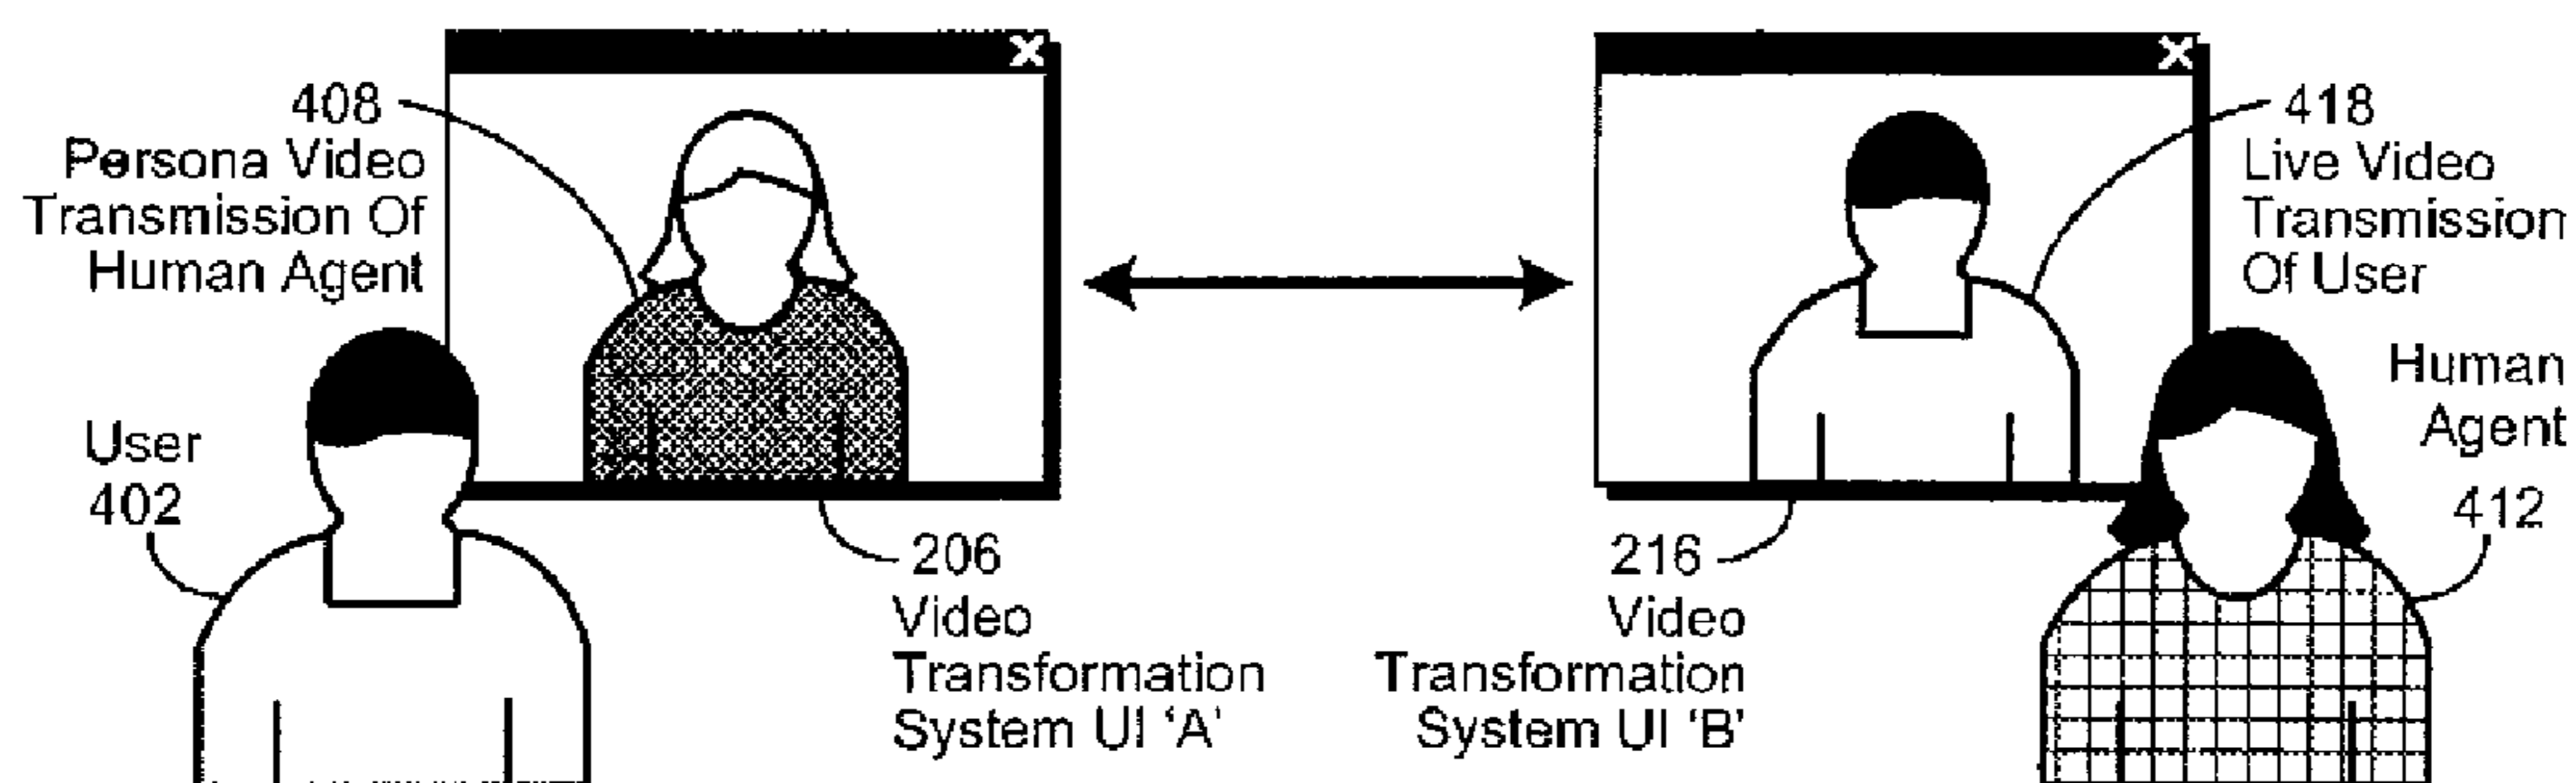 408
Persona Video
Transmission Of
Human Agent
418
Live Video
Transmission
Of User
User
402
Human
Agent
412
206
Video
Transformation
System UI ‘A’
216
Video
Transformation
System UI ‘B’